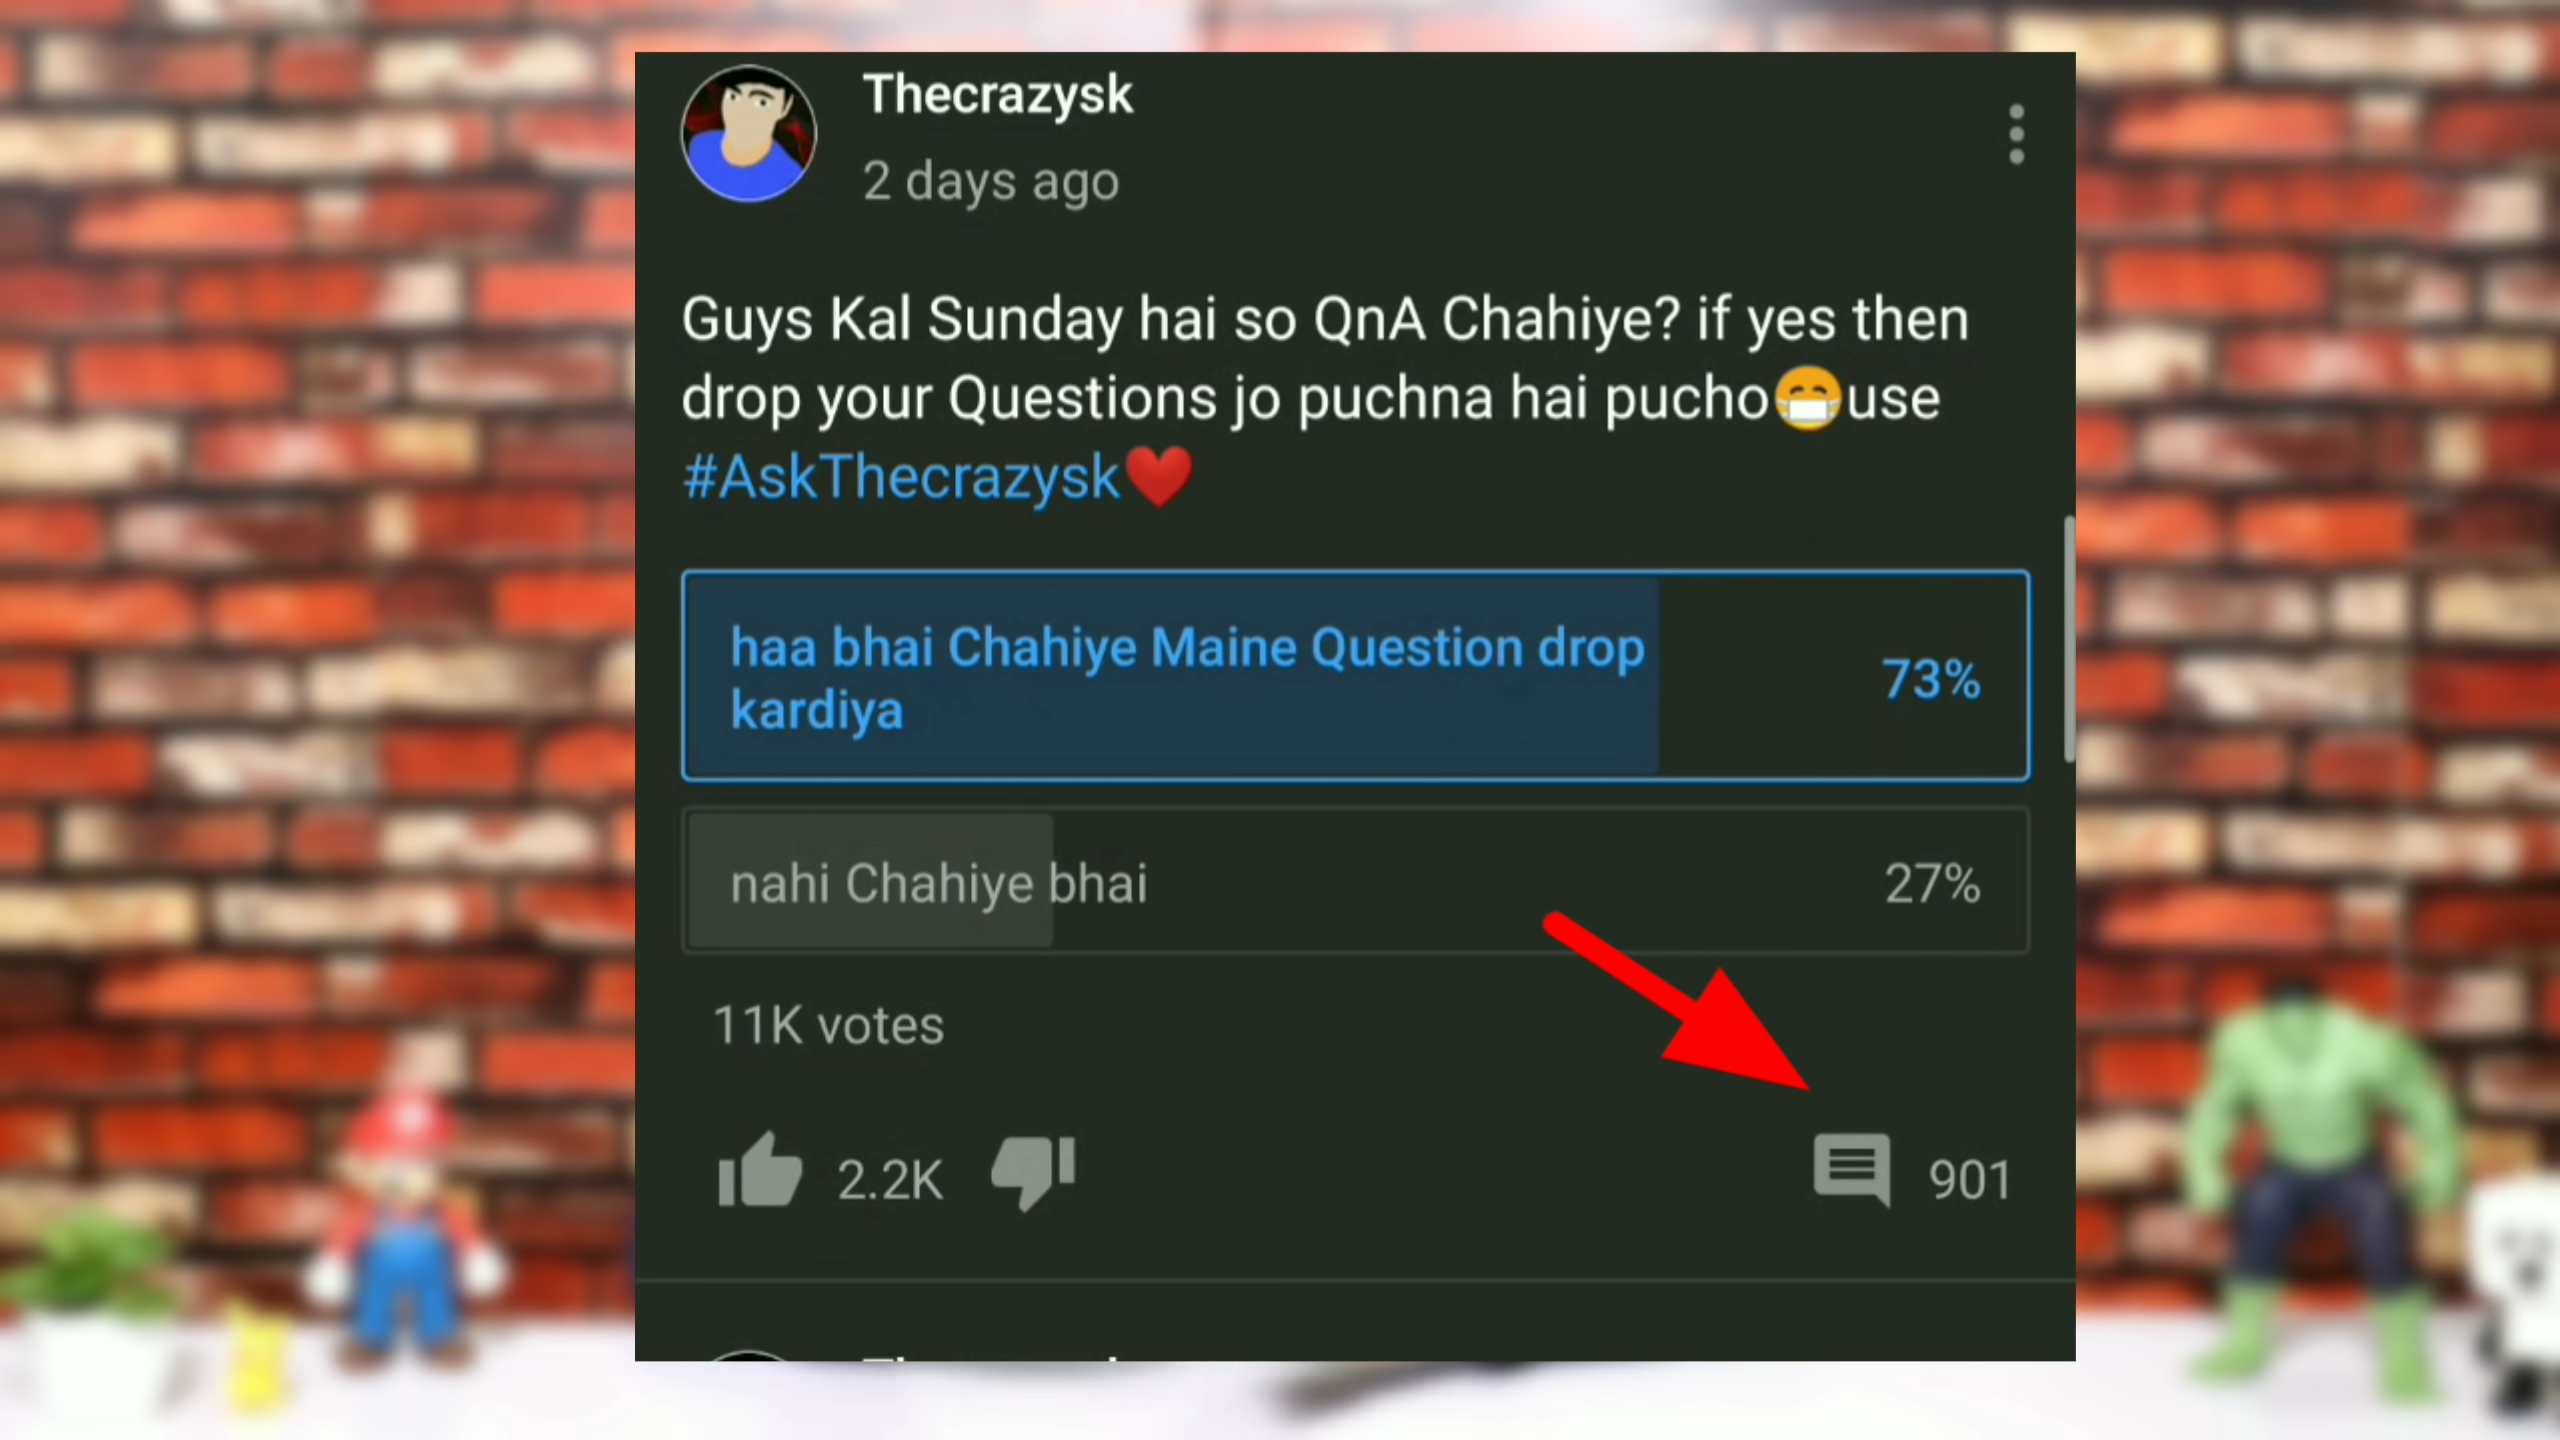 Thecrazysk
2 days ago
Guys Kal Sunday hai so QnA Chahiye? if yes then
drop your Questions jo puchna hai pucho😷use
#AskThecrazysk❤️
haa bhai Chahiye Maine Question drop
kardiya
73%
nahi Chahiye bhai
27%
11K votes
2.2K
901